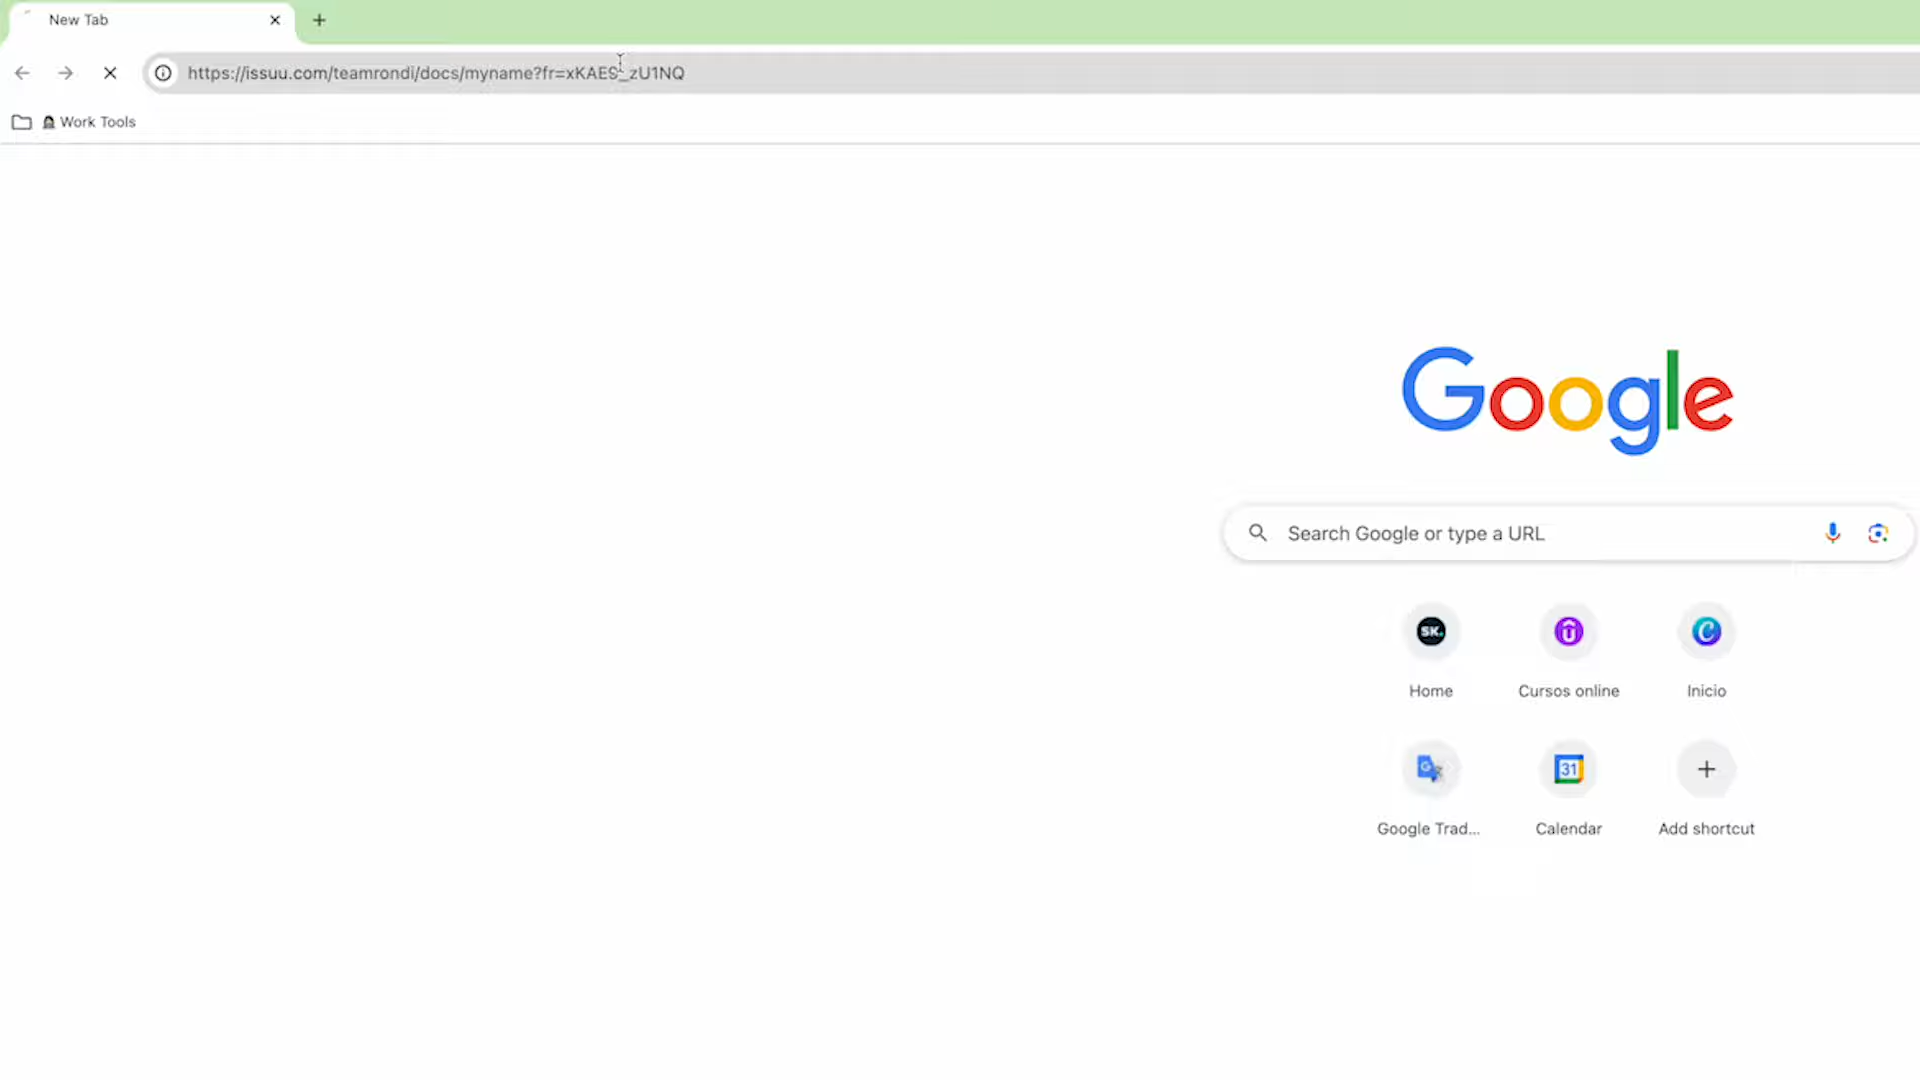 New Tab
https://issuu.com/teamrondi/docs/myname?fr=xKAES_zU1NQ
Work Tools
Google
Search Google or type a URL
SK.
Home
Cursos online
Inicio
31
Google Trad...
Calendar
Add shortcut